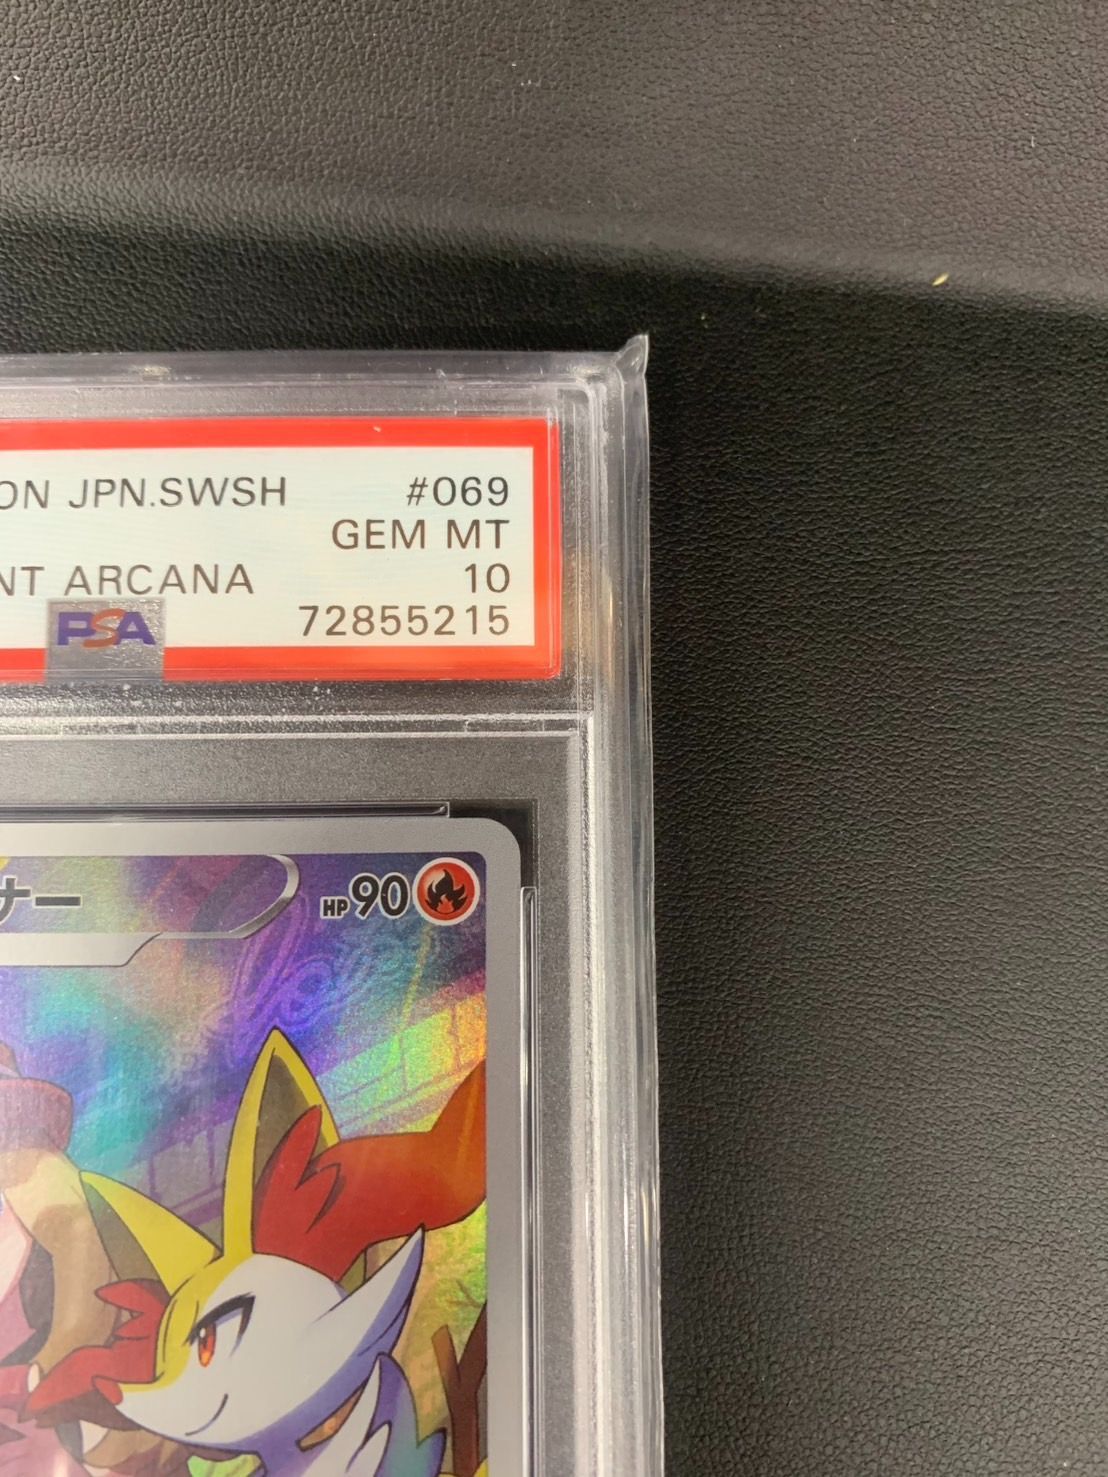 ON JPN.SWSH #069
GEM MT
NT ARCANA 10
PSA 72855215
ナー HP90